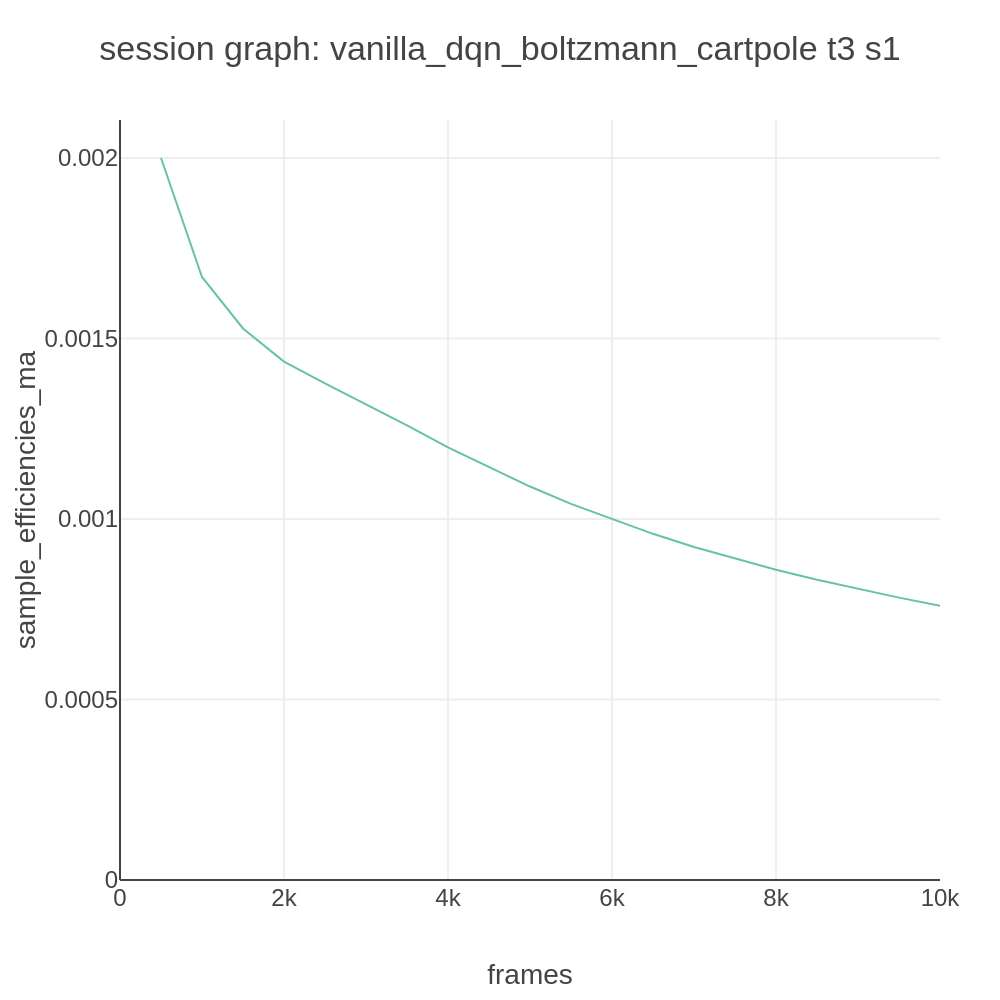 session graph: vanilla_dqn_boltzmann_cartpole t3 s1
sample_efficiencies_ma
0.002
0.0015
0.001
0.0005
0
0 2k 4k 6k 8k 10k
frames